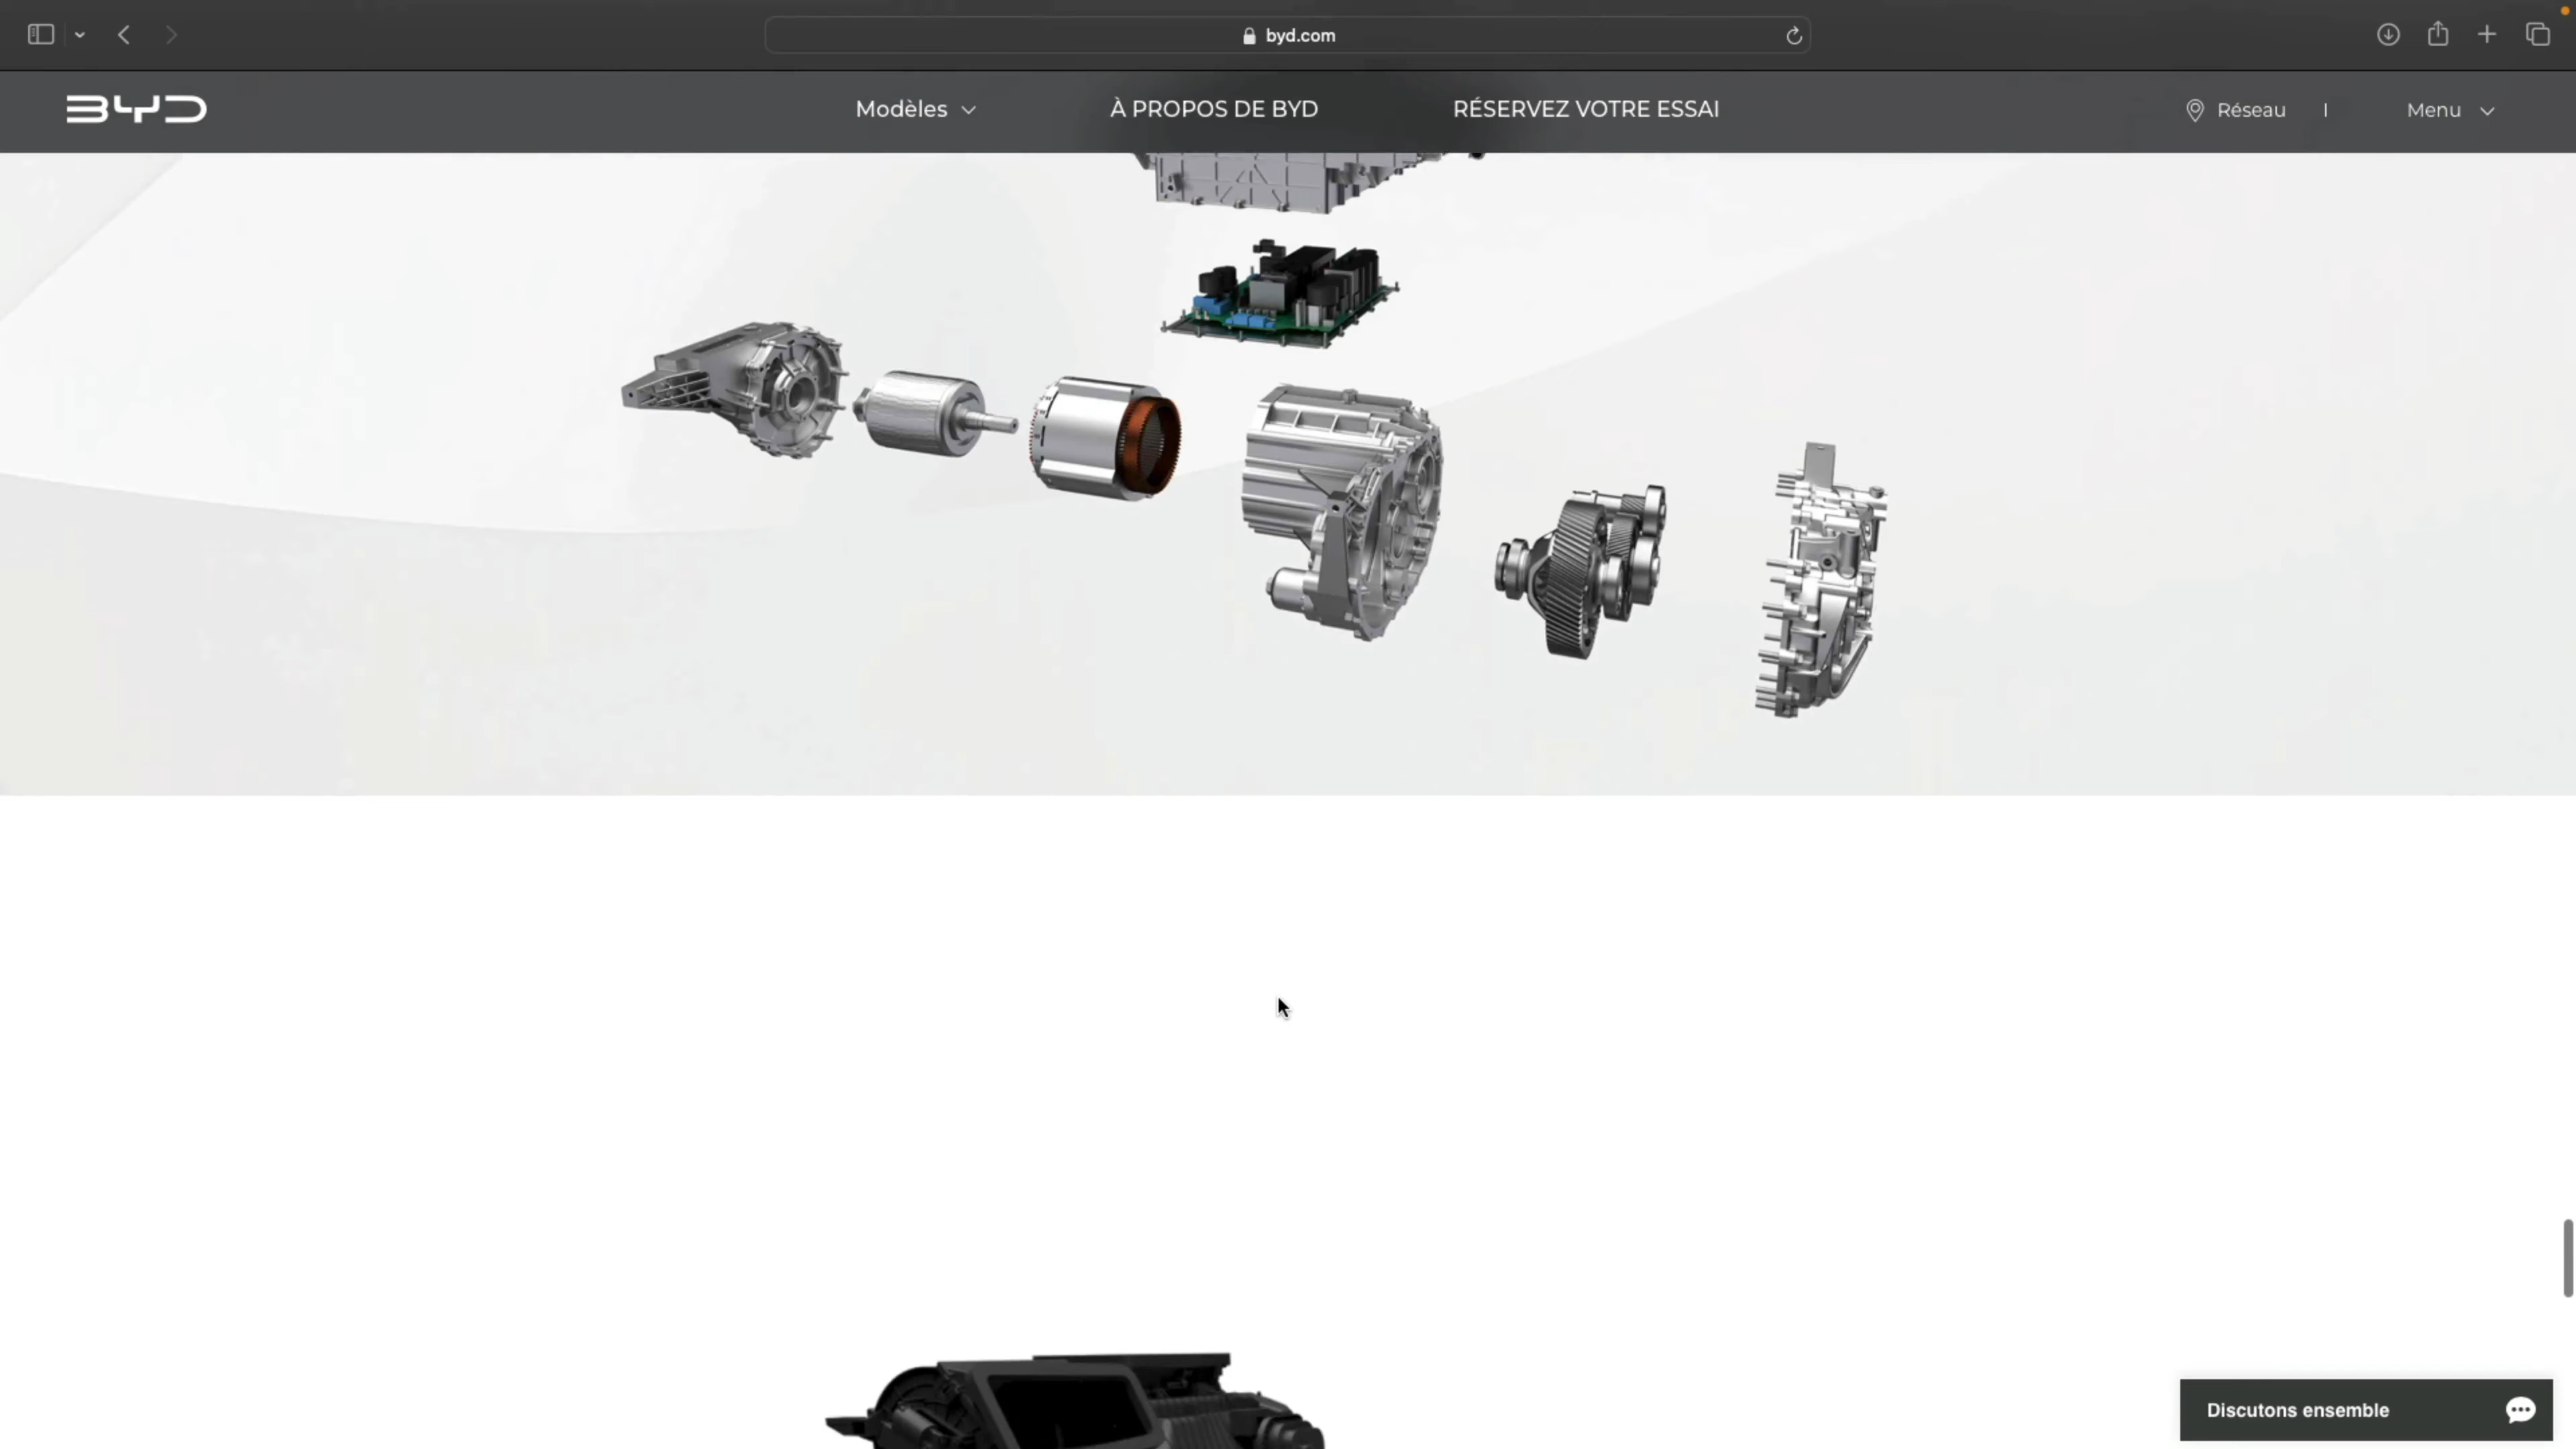 byd.com
BYD
Modèles
À PROPOS DE BYD
RÉSERVEZ VOTRE ESSAI
Réseau
Menu
Discutons ensemble